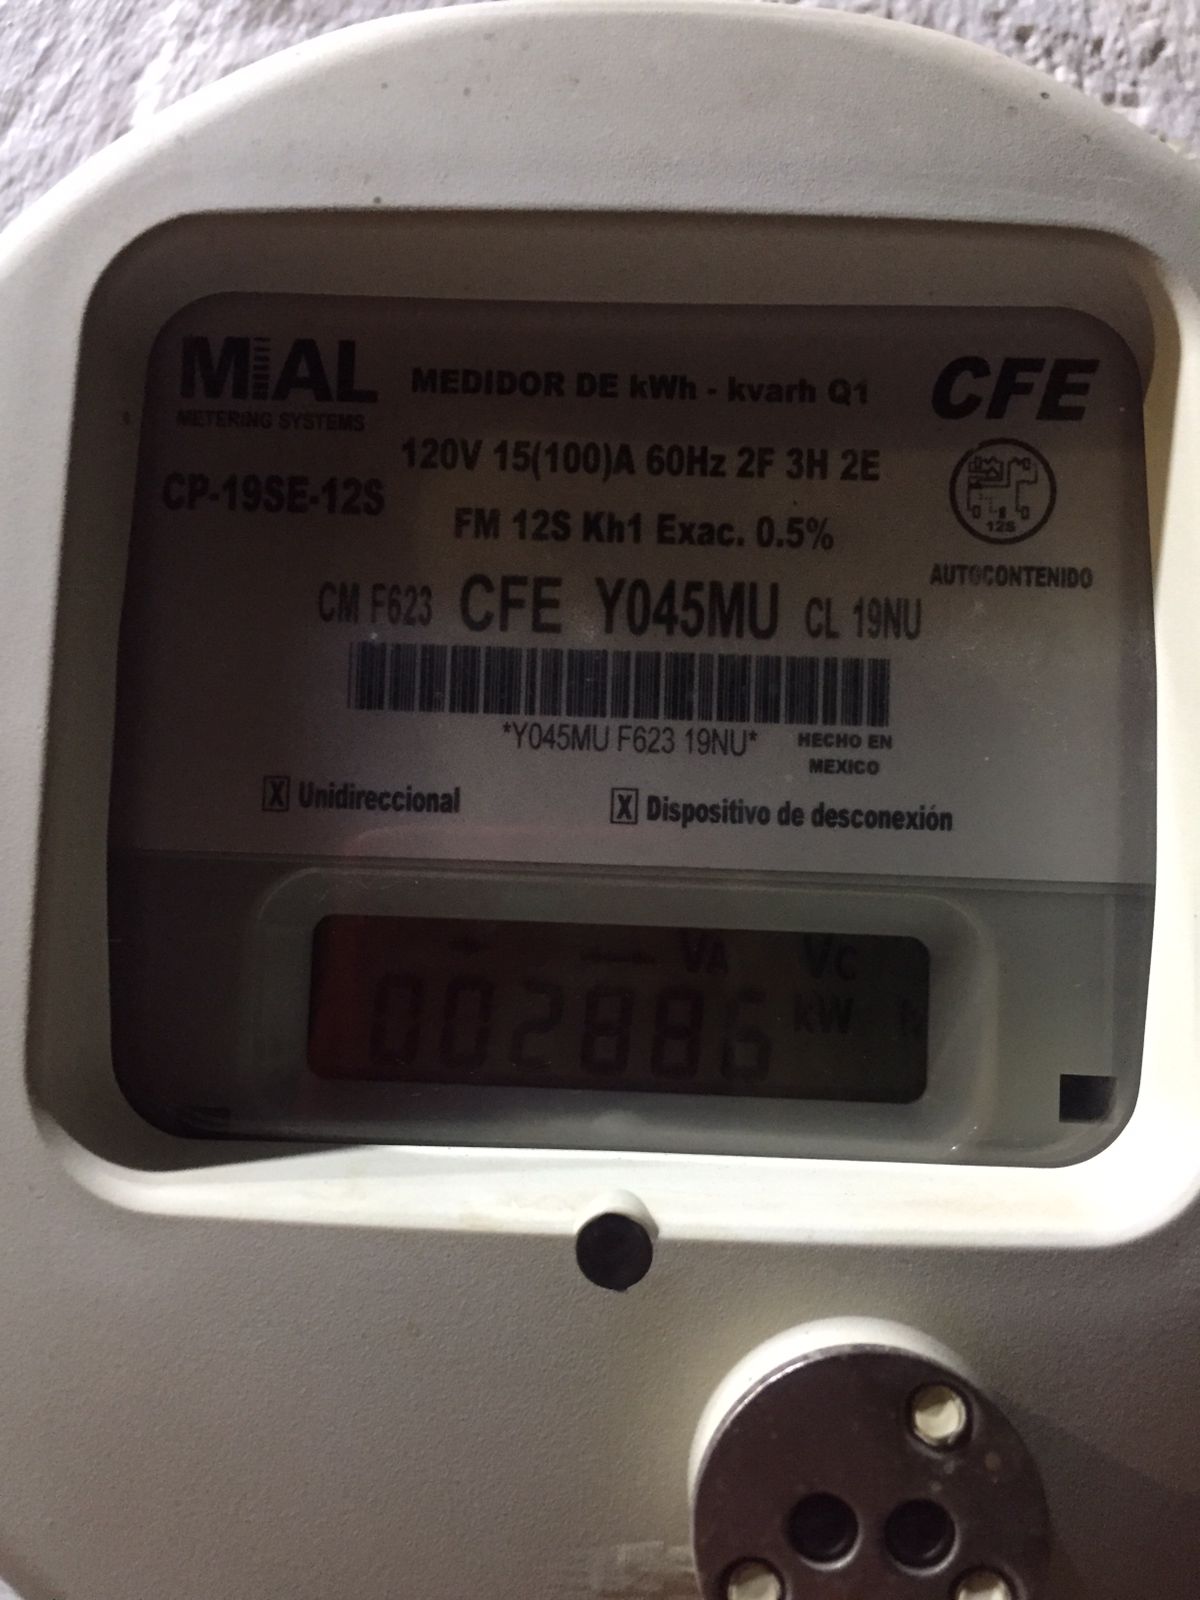 MIAL
METERING SYSTEMS
MEDIDOR DE kWh - kvarh Q1
CFE
120V 15(100)A 60Hz 2F 3H 2E
CP-19SE-12S
FM 12S Kh1 Exac. 0.5%
12S
AUTOCONTENIDO
CM F623 CFE Y045MU CL 19NU
*Y045MU F623 19NU*
HECHO EN
MEXICO
X Unidireccional
X Dispositivo de desconexión
VA VC
002886 kW h